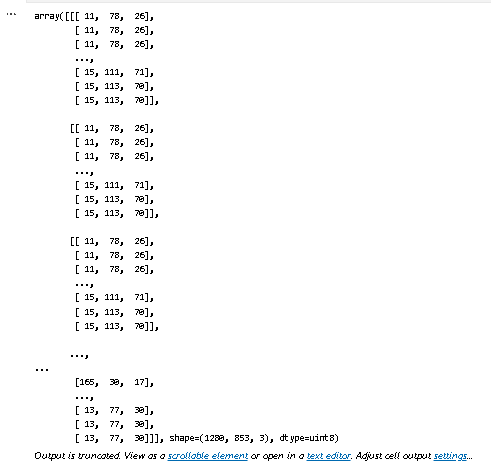 ...
array([[[ 11,  78,  26],
        [ 11,  78,  26],
        [ 11,  78,  26],
        ...,
        [ 15, 111,  71],
        [ 15, 113,  70],
        [ 15, 113,  70]],

       [[ 11,  78,  26],
        [ 11,  78,  26],
        [ 11,  78,  26],
        ...,
        [ 15, 111,  71],
        [ 15, 113,  70],
        [ 15, 113,  70]],

       [[ 11,  78,  26],
        [ 11,  78,  26],
        [ 11,  78,  26],
        ...,
        [ 15, 111,  71],
        [ 15, 113,  70],
        [ 15, 113,  70]],

       ...,
...
        [165,  30,  17],
        ...,
        [ 13,  77,  30],
        [ 13,  77,  30],
        [ 13,  77,  30]]], shape=(1280, 853, 3), dtype=uint8)
Output is truncated. View as a scrollable element or open in a text editor. Adjust cell output settings...